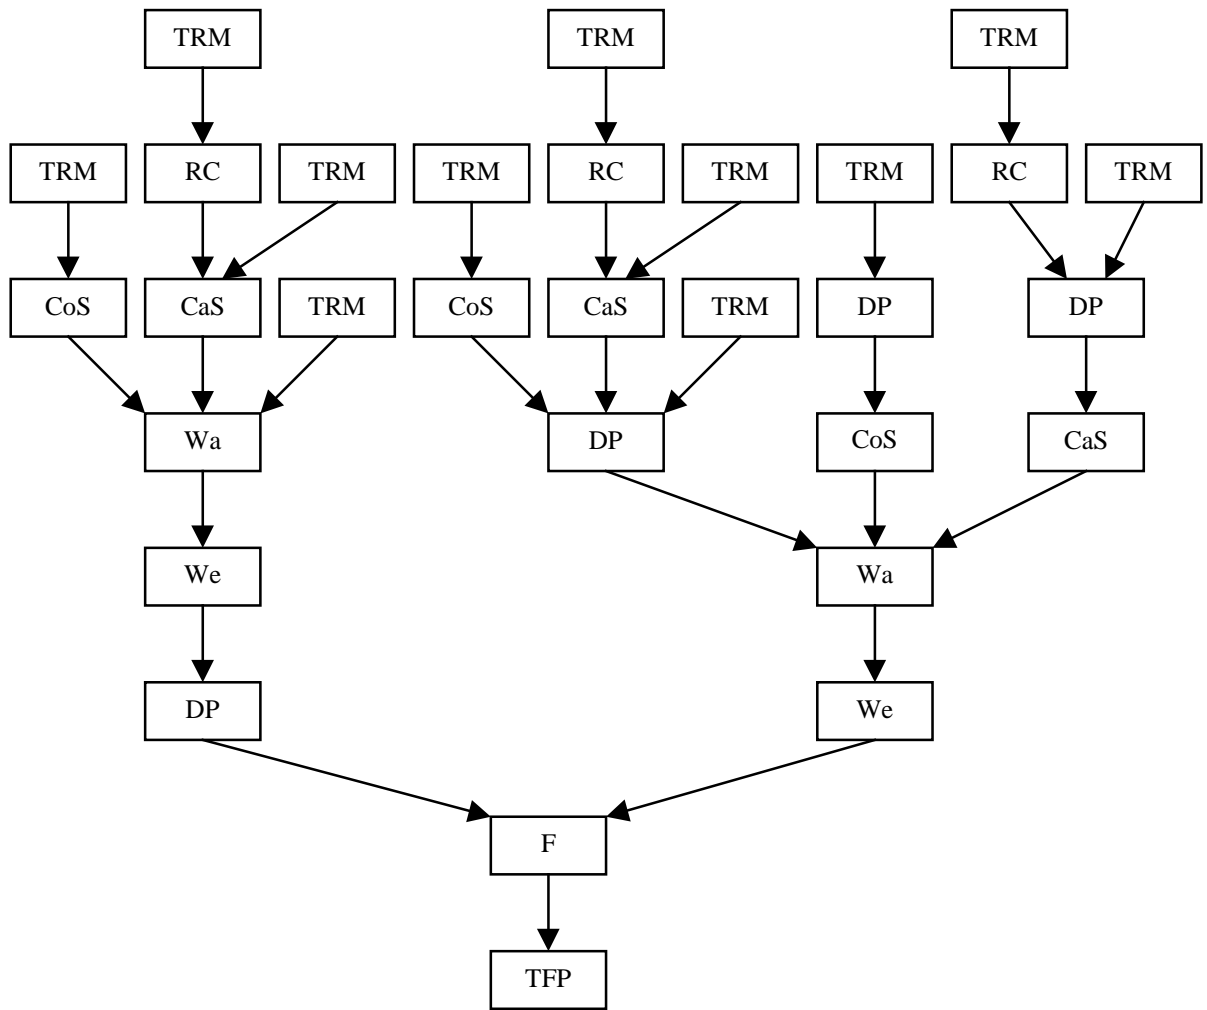 TRM TRM TRM
TRM RC TRM TRM RC TRM TRM RC TRM
CoS CaS TRM CoS CaS TRM DP DP
Wa DP CoS CaS
We Wa
DP We
F
TFP